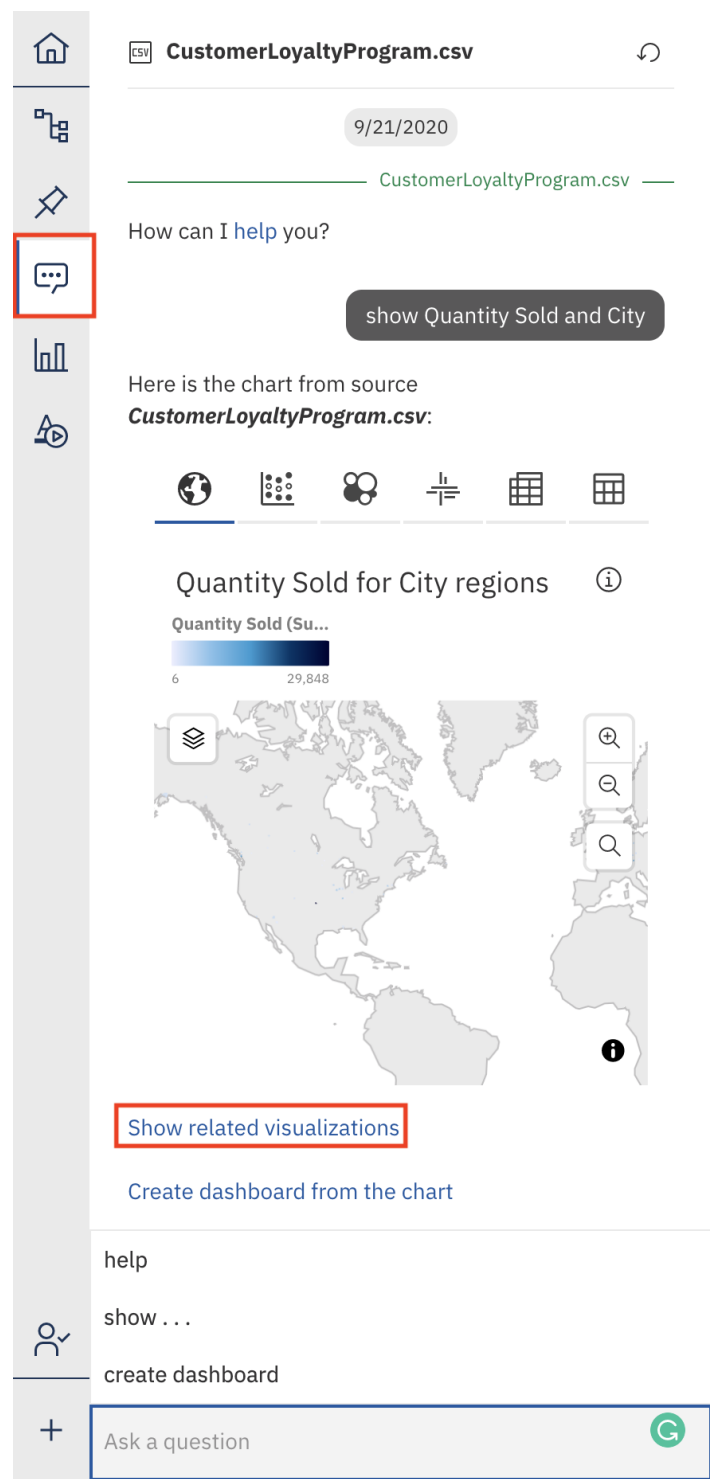 CSV CustomerLoyaltyProgram.csv
9/21/2020
CustomerLoyaltyProgram.csv
How can I help you?
show Quantity Sold and City
Here is the chart from source
CustomerLoyaltyProgram.csv:
Quantity Sold for City regions
Quantity Sold (Su...
6 29,848
Show related visualizations
Create dashboard from the chart
help
show . . .
create dashboard
Ask a question